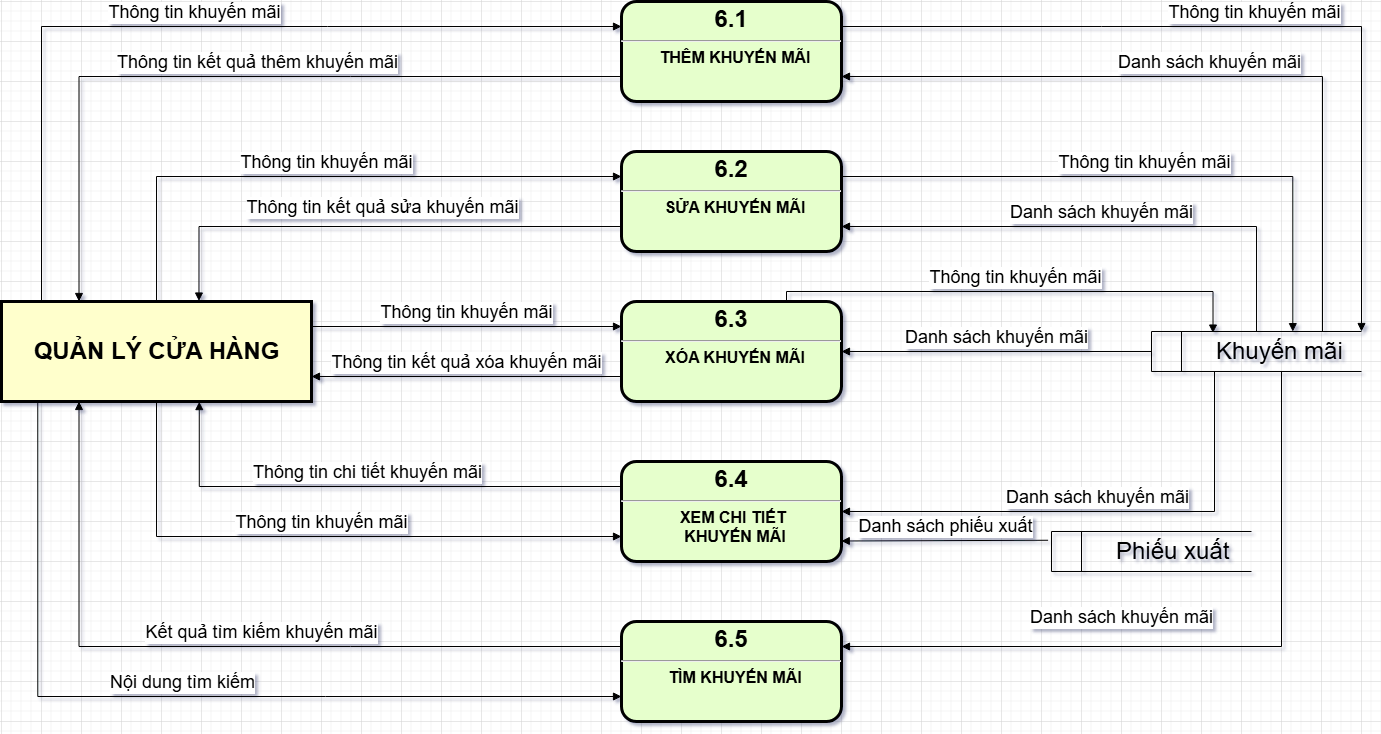 Thông tin khuyến mãi
6.1
Thông tin khuyến mãi
THÊM KHUYẾN MÃI
Thông tin kết quả thêm khuyến mãi
Danh sách khuyến mãi
Thông tin khuyến mãi
6.2
Thông tin khuyến mãi
Thông tin kết quả sửa khuyến mãi
SỬA KHUYẾN MÃI
Danh sách khuyến mãi
Thông tin khuyến mãi
Thông tin khuyến mãi
6.3
QUẢN LÝ CỬA HÀNG
Thông tin kết quả xóa khuyến mãi
XÓA KHUYẾN MÃI
Danh sách khuyến mãi
Khuyến mãi
Thông tin chi tiết khuyến mãi
6.4
Danh sách khuyến mãi
Thông tin khuyến mãi
XEM CHI TIẾT
KHUYẾN MÃI
Danh sách phiếu xuất
Phiếu xuất
Kết quả tìm kiếm khuyến mãi
6.5
Danh sách khuyến mãi
Nội dung tìm kiếm
TÌM KHUYẾN MÃI